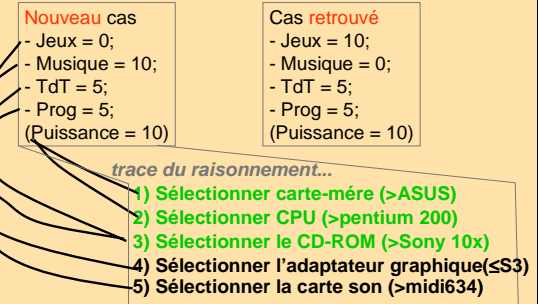 Nouveau cas
- Jeux = 0;
- Musique = 10;
- TdT = 5;
- Prog = 5;
(Puissance = 10)
Cas retrouvé
- Jeux = 10;
- Musique = 0;
- TdT = 5;
- Prog = 5;
(Puissance = 10)
trace du raisonnement...
1) Sélectionner carte-mére (>ASUS)
2) Sélectionner CPU (>pentium 200)
3) Sélectionner le CD-ROM (>Sony 10x)
4) Sélectionner l'adaptateur graphique(≤S3)
5) Sélectionner la carte son (>midi634)